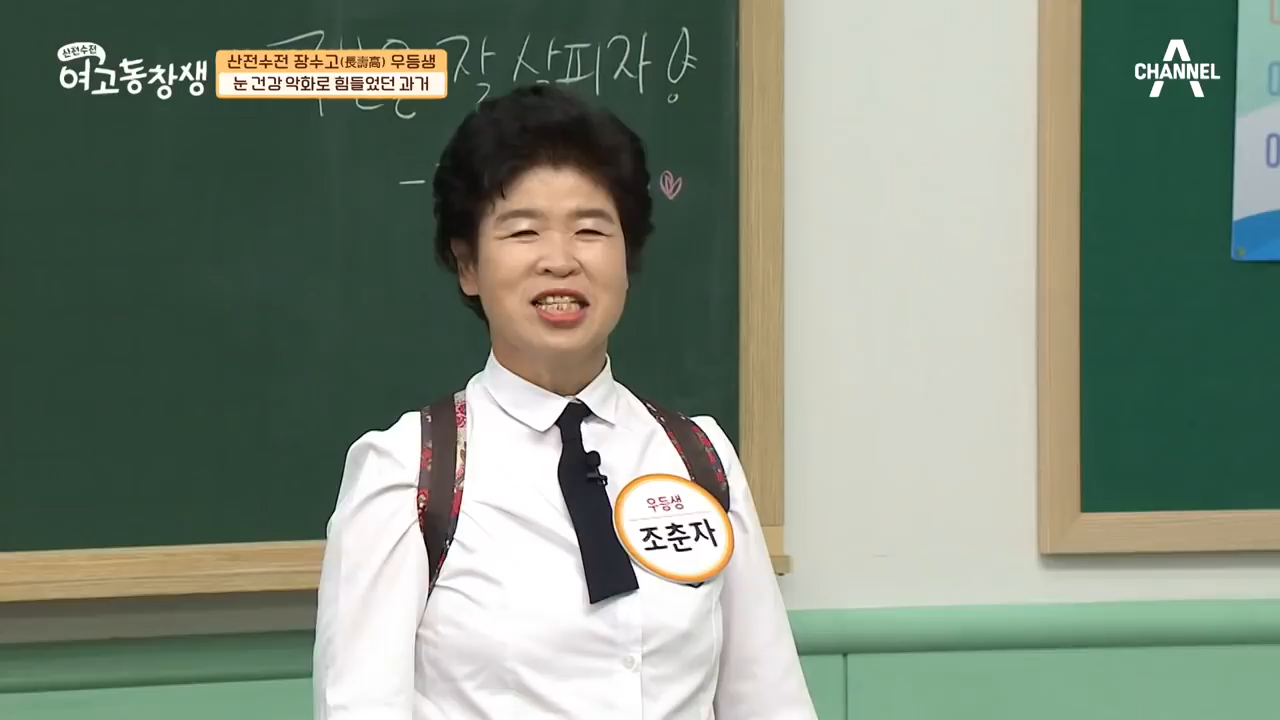 산전수전
여고동창생
산전수전 장수고(長壽高) 우등생
눈 건강 악화로 힘들었던 과거
CHANNEL A
잘 살피자 양
우등생
조춘자